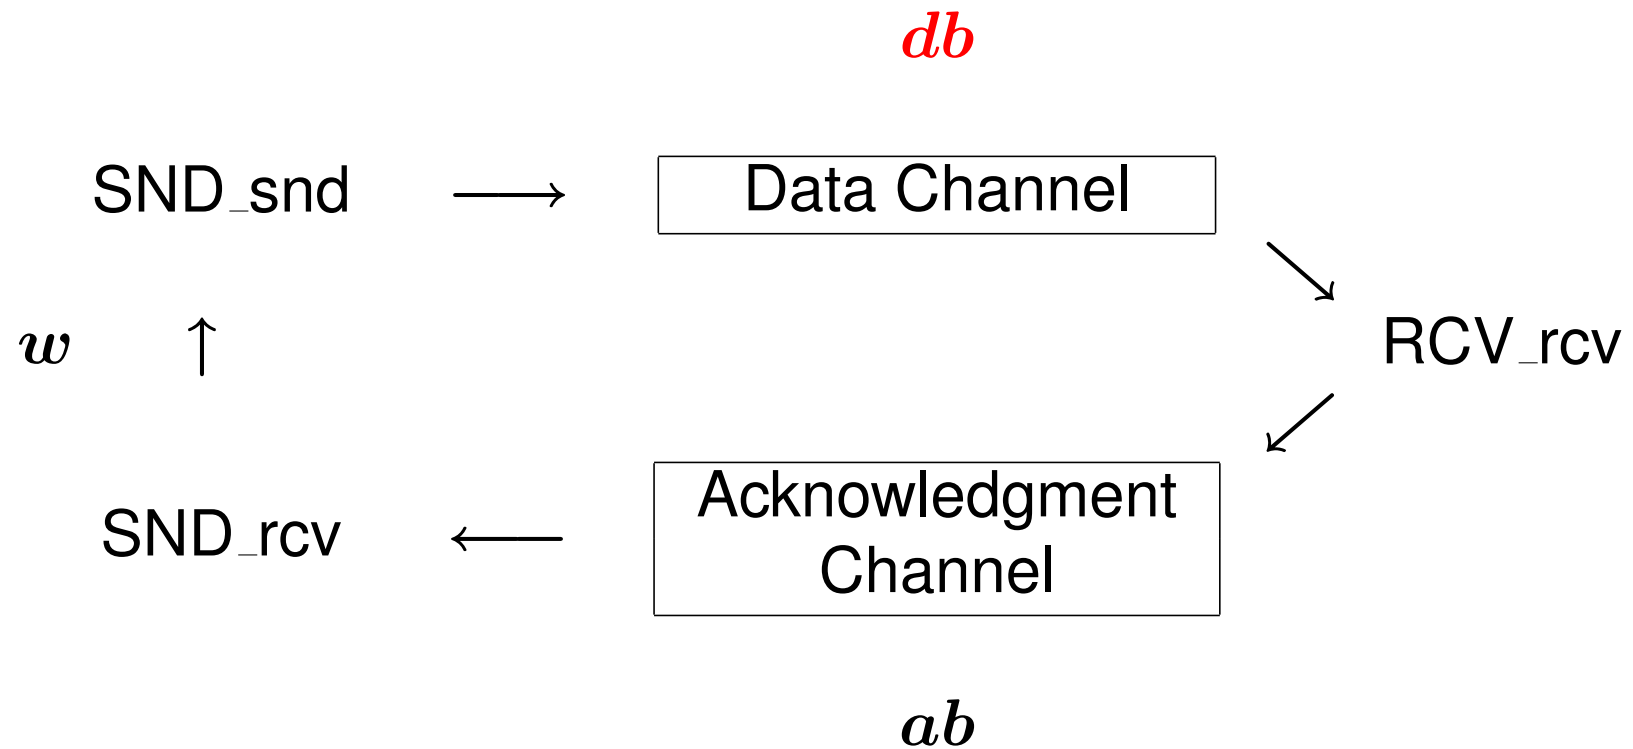 db
SND_snd
Data Channel
w
RCV_rcv
SND_rcv
Acknowledgment
Channel
ab